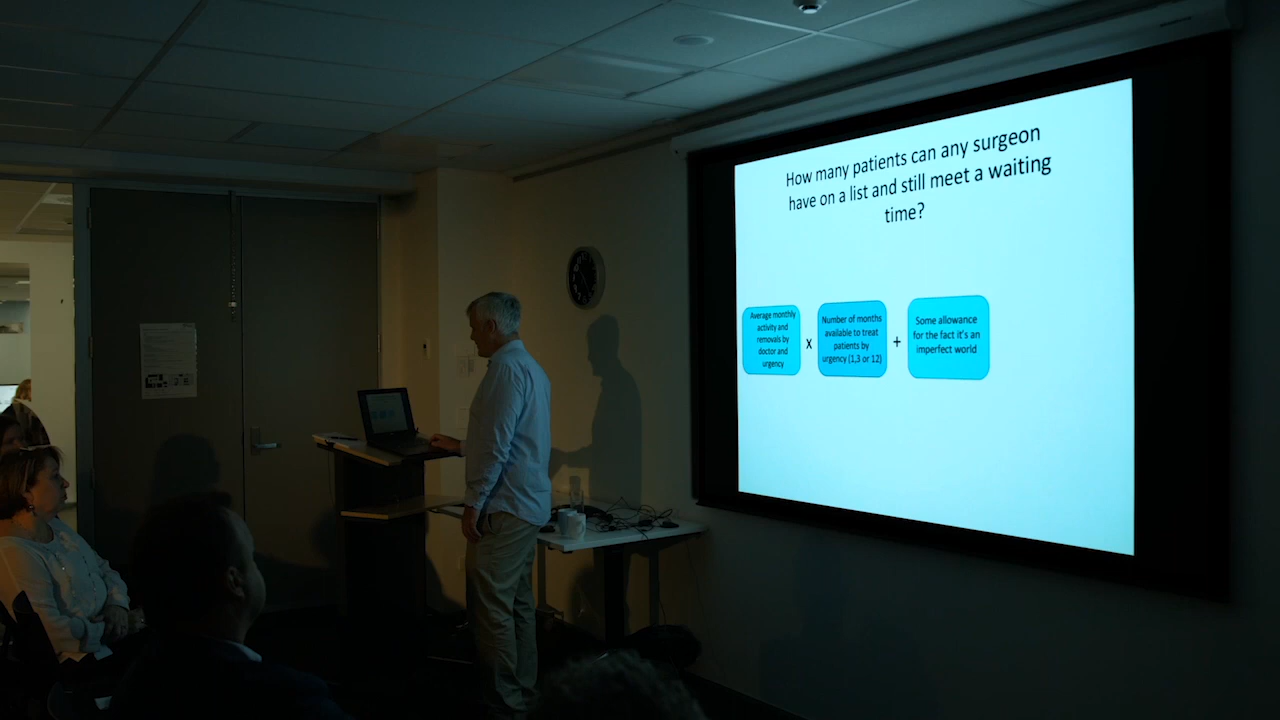 How many patients can any surgeon
have on a list and still meet a waiting
time?
Average monthly
activity and
removals by
doctor and
urgency
x
Number of months
available to treat
patients by
urgency (1,3 or 12)
+
Some allowance
for the fact it's an
imperfect world